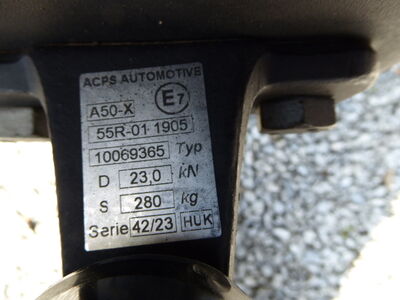 ACPS AUTOMOTIVE
A50-X E7
55R-01 1905
10069365 Typ
D 23,0 kN
S 280 kg
Serie 42/23 HUK